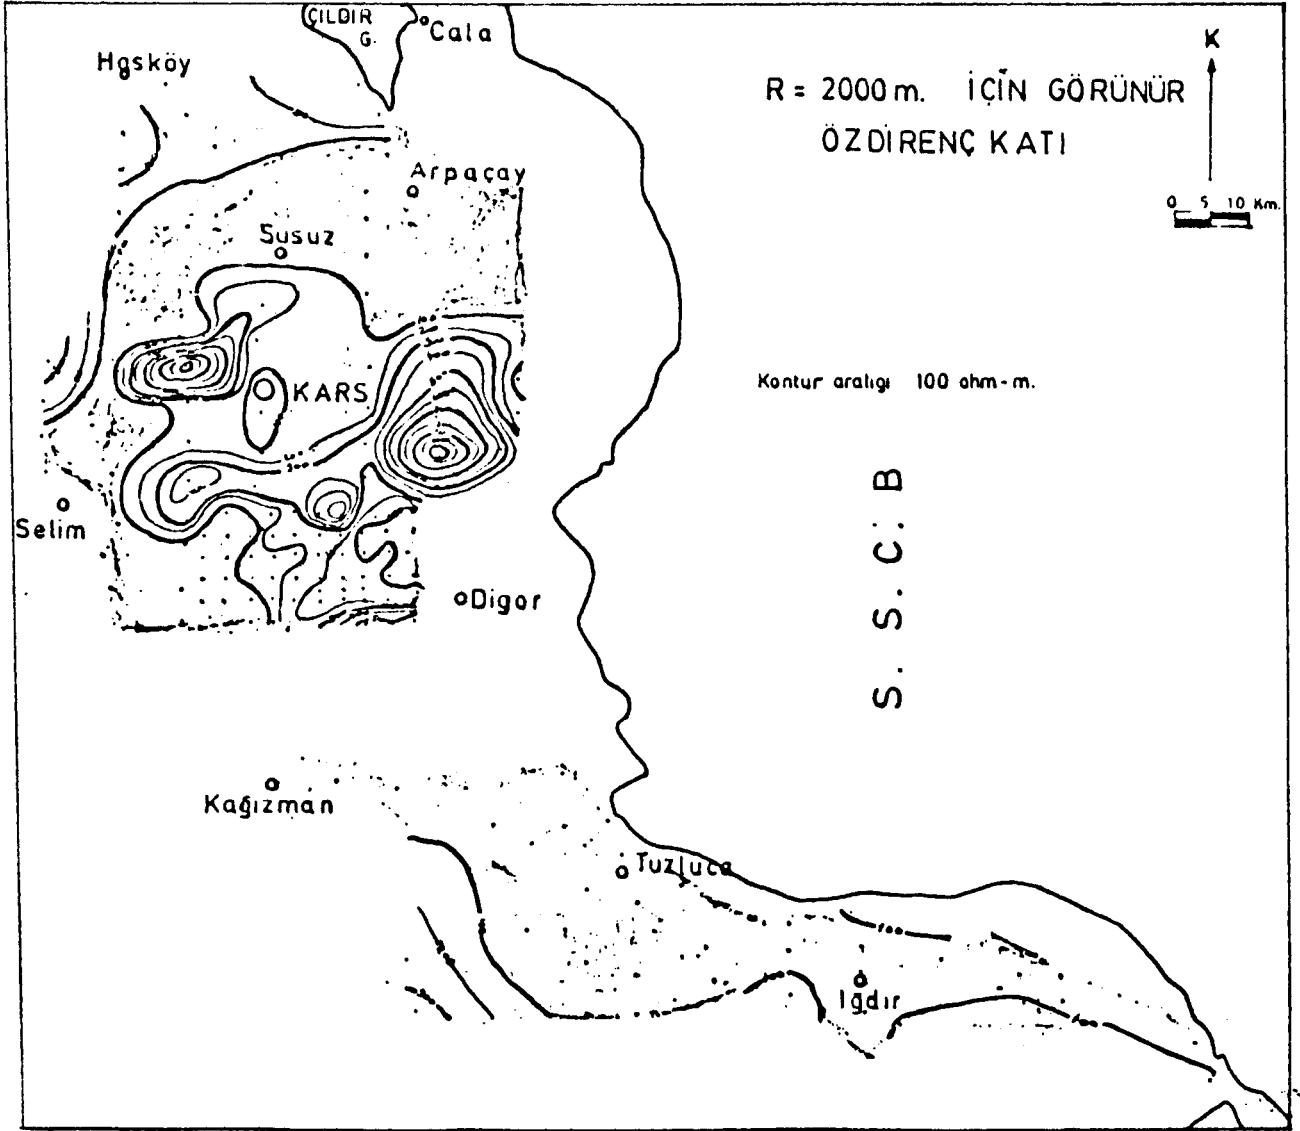 ÇILDIR
G.
Cala
Hasköy
K
R = 2000 m. İÇİN GÖRÜNÜR
ÖZDİRENÇ KATI
0 5 10 Km.
Arpaçay
Susuz
KARS
Kontur aralıgı 100 ohm-m.
S. S. C. B
Selim
Digor
Kağızman
Tuzluca
Iğdır